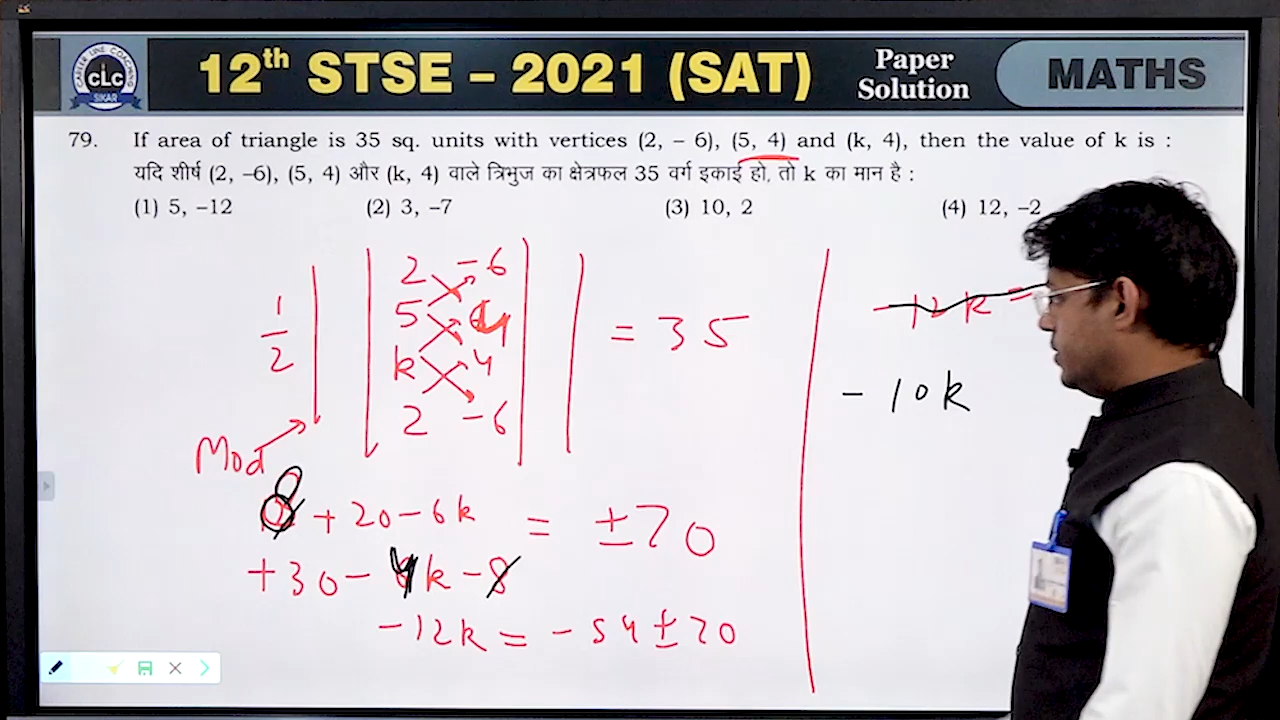 12th STSE – 2021 (SAT)
Paper Solution
MATHS
CAREER LINE COACHING
CLC
SIKAR
79. If area of triangle is 35 sq. units with vertices (2, – 6), (5, 4) and (k, 4), then the value of k is :
यदि शीर्ष (2, –6), (5, 4) और (k, 4) वाले त्रिभुज का क्षेत्रफल 35 वर्ग इकाई हो, तो k का मान है :
(1) 5, –12 (2) 3, –7 (3) 10, 2 (4) 12, –2
1/2
2 -6
5 4
k 4
2 -6
= 35
Mod
8 + 20 - 6k = ±70
+30 - 4k - 8
-12k = -54 ± 70
-12k =
-10k